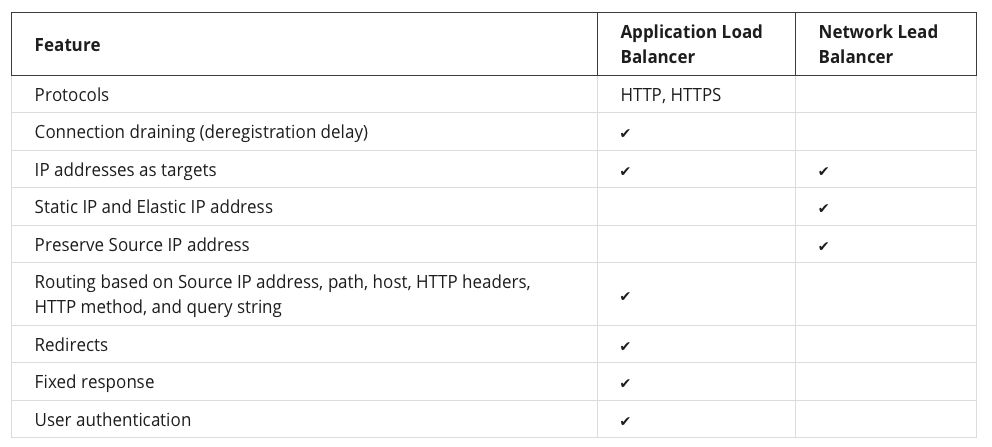 Feature
Application Load
Balancer
Network Lead
Balancer
Protocols
HTTP, HTTPS
Connection draining (deregistration delay)
✔
IP addresses as targets
✔
✔
Static IP and Elastic IP address
✔
Preserve Source IP address
✔
Routing based on Source IP address, path, host, HTTP headers,
HTTP method, and query string
✔
Redirects
✔
Fixed response
✔
User authentication
✔